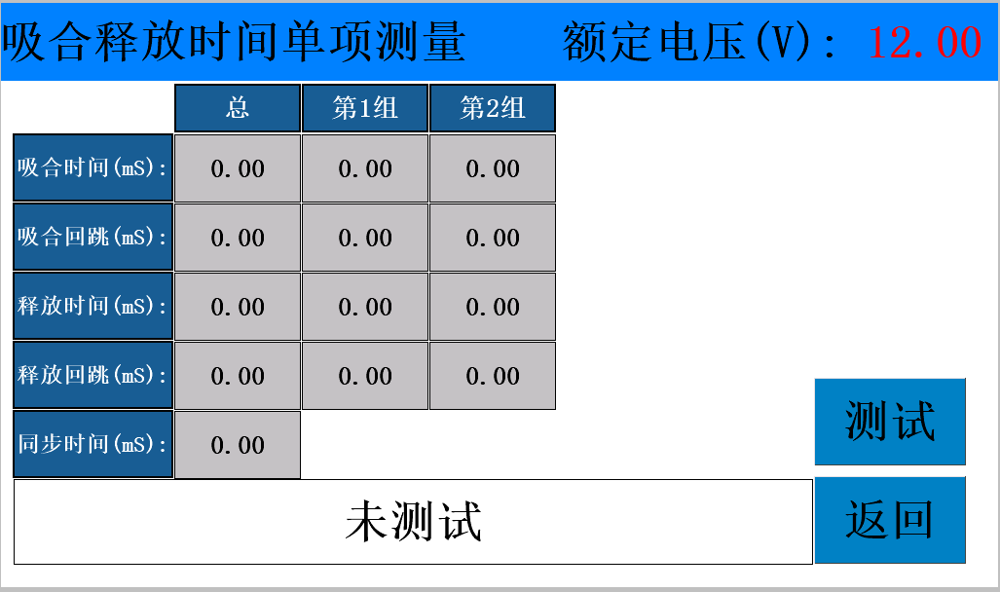 吸合释放时间单项测量 额定电压(V): 12.00
总 第1组 第2组
吸合时间(mS): 0.00 0.00 0.00
吸合回跳(mS): 0.00 0.00 0.00
释放时间(mS): 0.00 0.00 0.00
释放回跳(mS): 0.00 0.00 0.00
同步时间(mS): 0.00
测试
未测试
返回